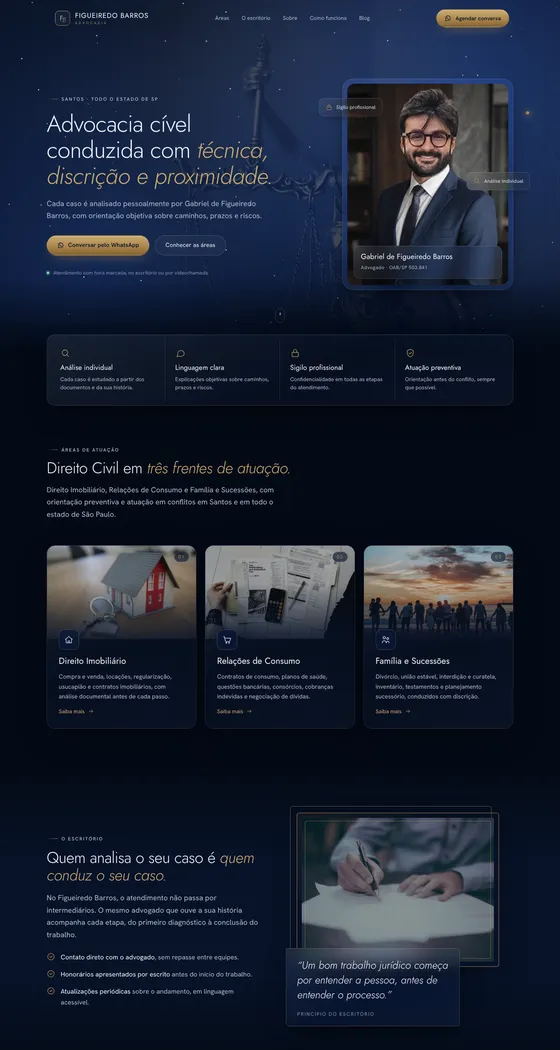 FIGUEIREDO BARROS
ADVOCACIA
Áreas
O escritório
Sobre
Como funciona
Blog
Agendar conversa
SANTOS · TODO O ESTADO DE SP
Advocacia cível
conduzida com técnica,
discrição e proximidade.
Cada caso é analisado pessoalmente por Gabriel de Figueiredo
Barros, com orientação objetiva sobre caminhos, prazos e riscos.
Conversar pelo WhatsApp
Conhecer as áreas
Atendimento com hora marcada, no escritório ou por videochamada
Sigilo profissional
Análise individual
Gabriel de Figueiredo Barros
Advogado · OAB/SP 503.841
Análise individual
Cada caso é estudado a partir dos
documentos e da sua história.
Linguagem clara
Explicações objetivas sobre caminhos,
prazos e riscos.
Sigilo profissional
Confidencialidade em todas as etapas
do atendimento.
Atuação preventiva
Orientação antes do conflito, sempre
que possível.
ÁREAS DE ATUAÇÃO
Direito Civil em três frentes de atuação.
Direito Imobiliário, Relações de Consumo e Família e Sucessões, com
orientação preventiva e atuação em conflitos em Santos e em todo o
estado de São Paulo.
01
Direito Imobiliário
Compra e venda, locações, regularização,
usucapião e contratos imobiliários, com
análise documental antes de cada passo.
Saiba mais →
02
Relações de Consumo
Contratos de consumo, planos de saúde,
questões bancárias, consórcios, cobranças
indevidas e negociação de dívidas.
Saiba mais →
03
Família e Sucessões
Divórcio, união estável, interdição e curatela,
inventário, testamentos e planejamento
sucessório, conduzidos com discrição.
Saiba mais →
O ESCRITÓRIO
Quem analisa o seu caso é quem
conduz o seu caso.
No Figueiredo Barros, o atendimento não passa por
intermediários. O mesmo advogado que ouve a sua história
acompanha cada etapa, do primeiro diagnóstico à conclusão do
trabalho.
Contato direto com o advogado, sem repasse entre equipes.
Honorários apresentados por escrito antes do início do trabalho.
Atualizações periódicas sobre o andamento, em linguagem
acessível.
“Um bom trabalho jurídico começa
por entender a pessoa, antes de
entender o processo.”
PRINCÍPIO DO ESCRITÓRIO